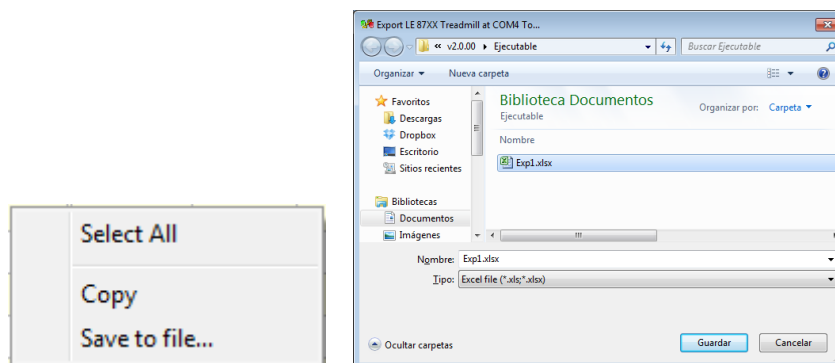 Select All
Copy
Save to file...
Export LE 87XX Treadmill at COM4 To...
« v2.0.00 ▸ Ejecutable
Buscar Ejecutable
Organizar
Nueva carpeta
Favoritos
Descargas
Dropbox
Escritorio
Sitios recientes
Bibliotecas
Documentos
Imágenes
Biblioteca Documentos
Ejecutable
Organizar por: Carpeta
Nombre
Exp1.xlsx
Nombre: Exp1.xlsx
Tipo: Excel file (*.xls;*.xlsx)
Ocultar carpetas
Guardar
Cancelar